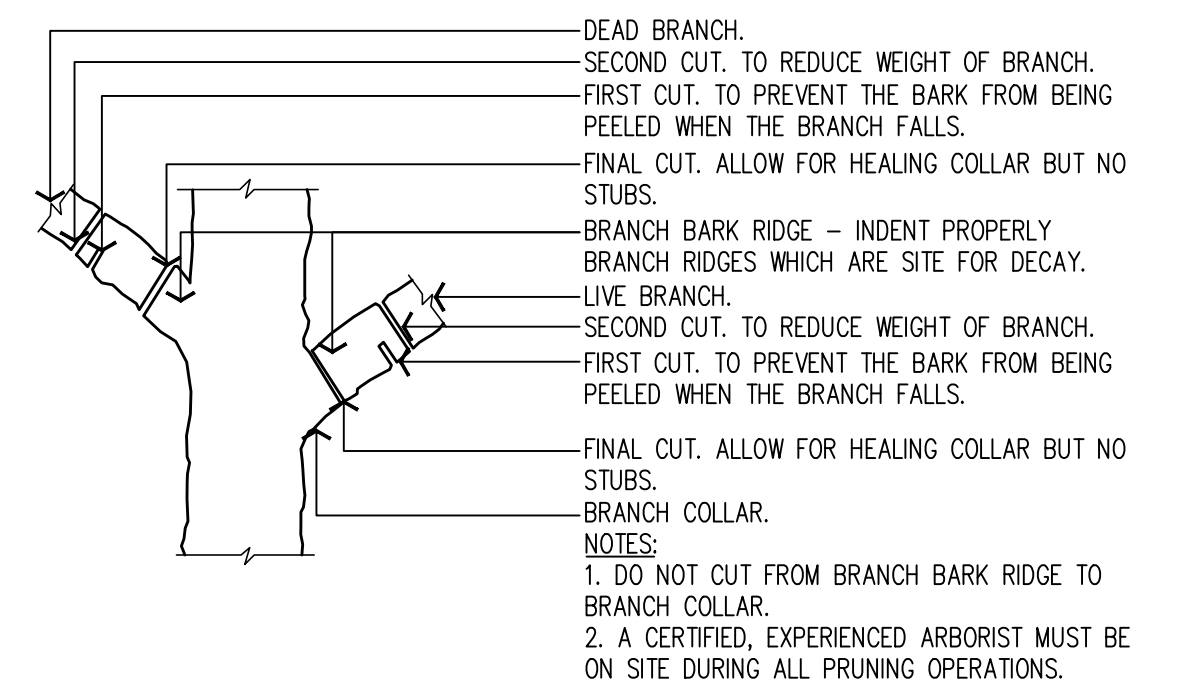 DEAD BRANCH.
SECOND CUT. TO REDUCE WEIGHT OF BRANCH.
FIRST CUT. TO PREVENT THE BARK FROM BEING
PEELED WHEN THE BRANCH FALLS.
FINAL CUT. ALLOW FOR HEALING COLLAR BUT NO
STUBS.
BRANCH BARK RIDGE – INDENT PROPERLY
BRANCH RIDGES WHICH ARE SITE FOR DECAY.
LIVE BRANCH.
SECOND CUT. TO REDUCE WEIGHT OF BRANCH.
FIRST CUT. TO PREVENT THE BARK FROM BEING
PEELED WHEN THE BRANCH FALLS.
FINAL CUT. ALLOW FOR HEALING COLLAR BUT NO
STUBS.
BRANCH COLLAR.
NOTES:
1. DO NOT CUT FROM BRANCH BARK RIDGE TO
BRANCH COLLAR.
2. A CERTIFIED, EXPERIENCED ARBORIST MUST BE
ON SITE DURING ALL PRUNING OPERATIONS.